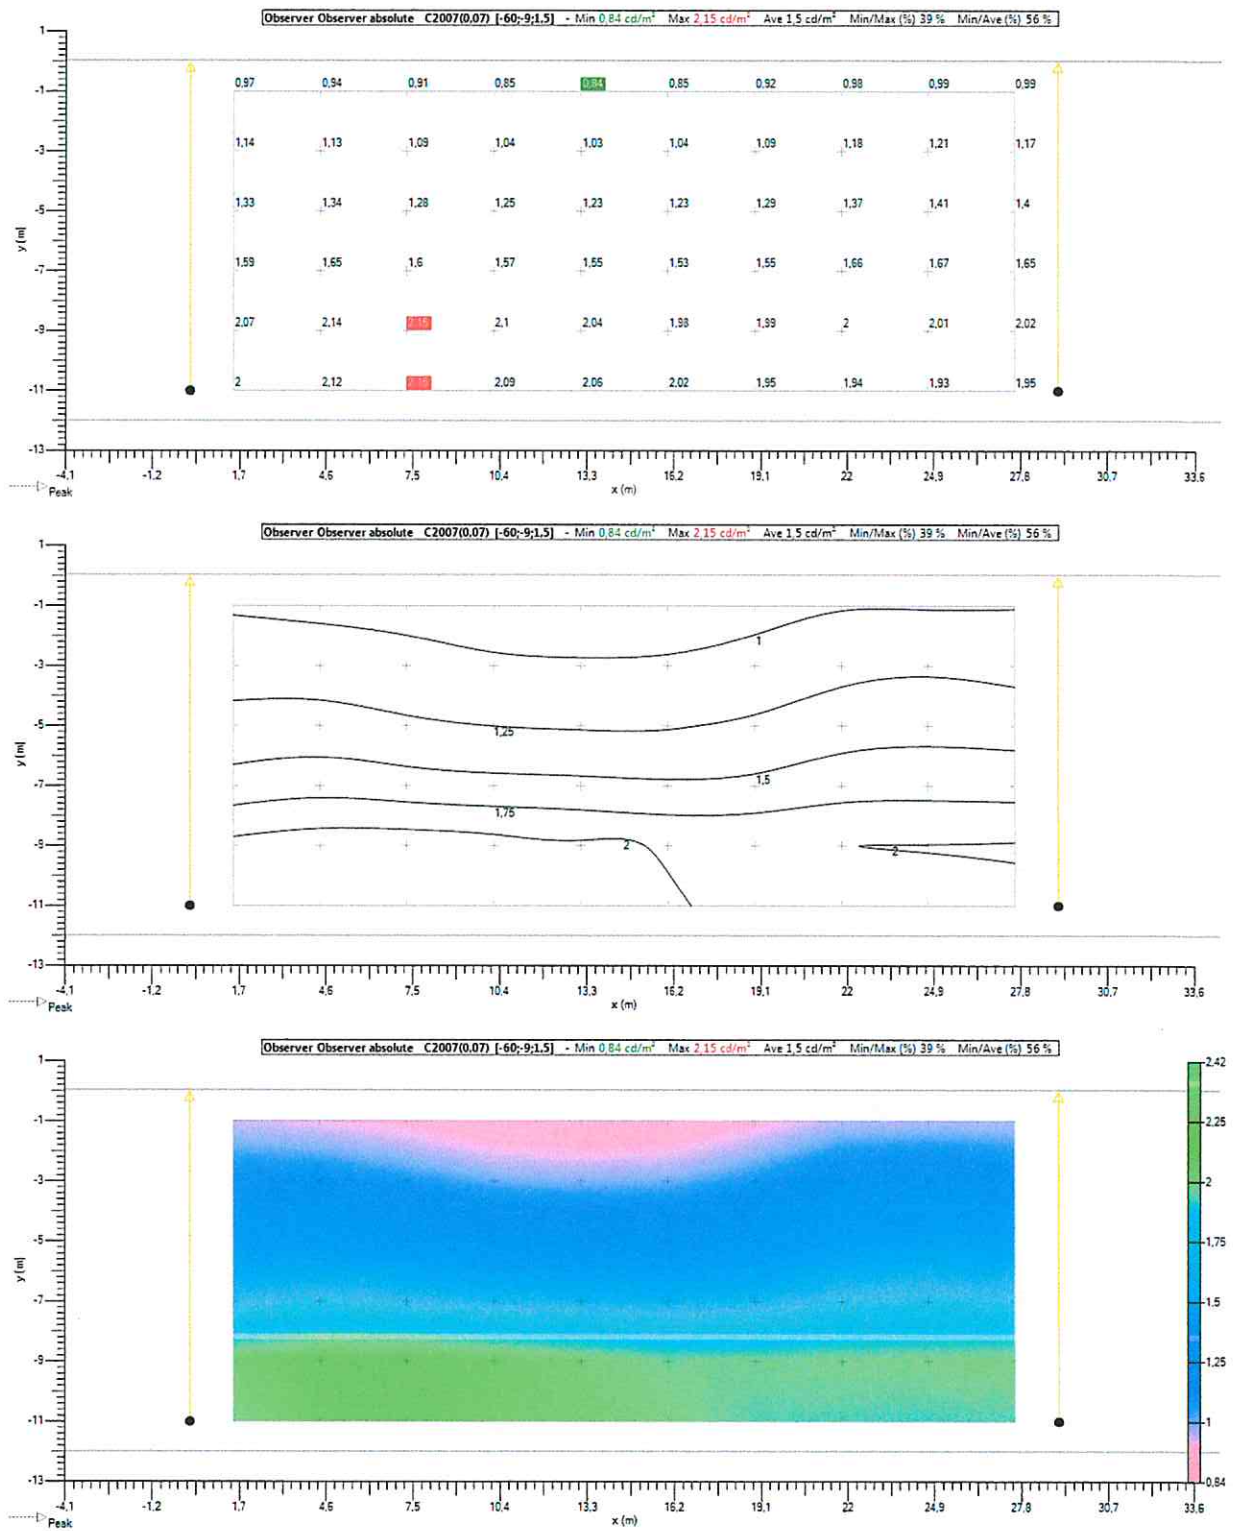 Observer Observer absolute C2007(0,07) [-60;-9;1.5] - Min 0,84 cd/m² Max 2,15 cd/m² Ave 1,5 cd/m² Min/Max (%) 39 % Min/Ave (%) 56 %
1
0,97 0,94 0,91 0,85 0,84 0,85 0,92 0,98 0,99 0,99
-1
1,14 1,13 1,09 1,04 1,03 1,04 1,09 1,18 1,21 1,17
-3
1,33 1,34 1,28 1,25 1,23 1,23 1,29 1,37 1,41 1,4
-5
y [m]
1,59 1,65 1,6 1,57 1,55 1,53 1,55 1,66 1,67 1,65
-7
2,07 2,14 2,15 2,1 2,04 1,98 1,99 2 2,01 2,02
-9
2 2,12 2,09 2,06 2,02 1,95 1,94 1,93 1,95
-11
-13
-4,1 -1,2 1,7 4,6 7,5 10,4 13,3 16,2 19,1 22 24,9 27,8 30,7 33,6
Peak x (m)
Observer Observer absolute C2007(0,07) [-60;-9;1.5] - Min 0,84 cd/m² Max 2,15 cd/m² Ave 1,5 cd/m² Min/Max (%) 39 % Min/Ave (%) 56 %
1
-1
1
-3
-5
1,25
y [m]
1,5
-7
1,75
-9
2 2
-11
-13
-4,1 -1,2 1,7 4,6 7,5 10,4 13,3 16,2 19,1 22 24,9 27,8 30,7 33,6
Peak x (m)
Observer Observer absolute C2007(0,07) [-60;-9;1.5] - Min 0,84 cd/m² Max 2,15 cd/m² Ave 1,5 cd/m² Min/Max (%) 39 % Min/Ave (%) 56 %
1 2,42
-1 2,25
-3 2
-5 1,75
y [m]
-7 1,5
-9 1,25
-11 1
-13 0,84
-4,1 -1,2 1,7 4,6 7,5 10,4 13,3 16,2 19,1 22 24,9 27,8 30,7 33,6
Peak x (m)